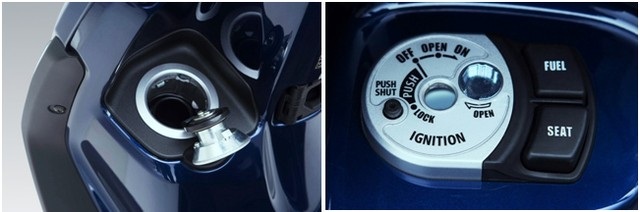 OFF OPEN ON
PUSH
SHUT
PUSH
LOCK
OPEN
IGNITION
FUEL
SEAT